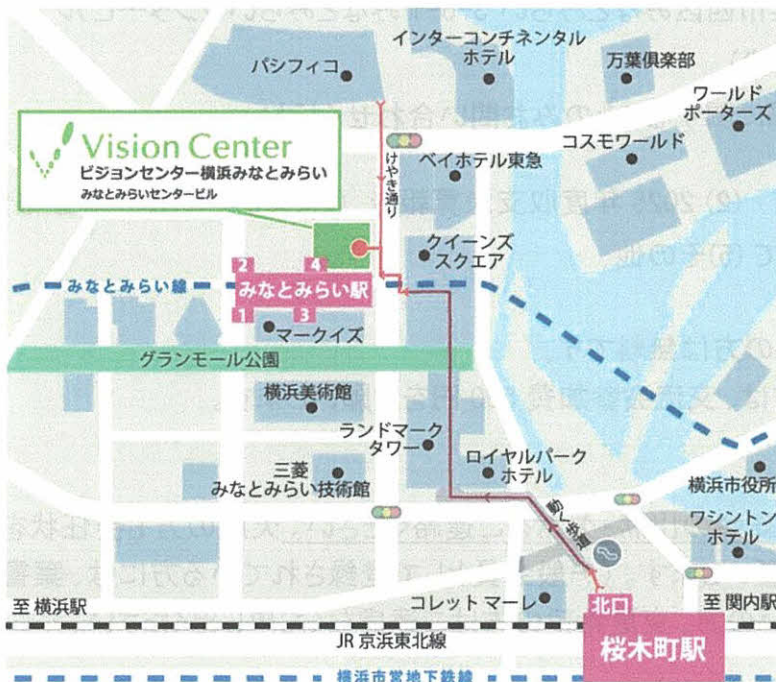 インターコンチネンタル
ホテル
パシフィコ
万葉倶楽部
ワールド
ポーターズ
Vision Center
ビジョンセンター横浜みなとみらい
みなとみらいセンタービル
けやき通り
ベイホテル東急
コスモワールド
クイーンズ
スクエア
2
4
みなとみらい線
みなとみらい駅
1
3
マークイズ
グランモール公園
横浜美術館
ランドマーク
タワー
三菱
みなとみらい技術館
ロイヤルパーク
ホテル
横浜市役所
動く歩道
ワシントン
ホテル
至 横浜駅
コレットマーレ
北口
至 関内駅
JR 京浜東北線
桜木町駅
横浜市営地下鉄線